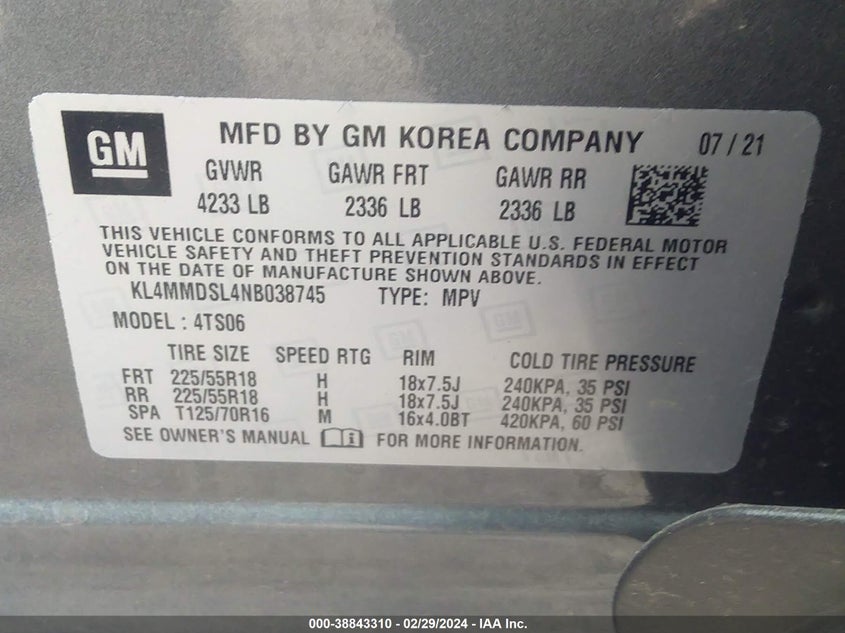 GM
MFD BY GM KOREA COMPANY 07 / 21
GVWR GAWR FRT GAWR RR
4233 LB 2336 LB 2336 LB
THIS VEHICLE CONFORMS TO ALL APPLICABLE U.S. FEDERAL MOTOR
VEHICLE SAFETY AND THEFT PREVENTION STANDARDS IN EFFECT
ON THE DATE OF MANUFACTURE SHOWN ABOVE.
KL4MMDSL4NB038745 TYPE: MPV
MODEL : 4TS06
TIRE SIZE SPEED RTG RIM COLD TIRE PRESSURE
FRT 225/55R18 H 18x7.5J 240KPA, 35 PSI
RR 225/55R18 H 18x7.5J 240KPA, 35 PSI
SPA T125/70R16 M 16x4.0BT 420KPA, 60 PSI
SEE OWNER'S MANUAL FOR MORE INFORMATION.
000-38843310 - 02/29/2024 - IAA Inc.